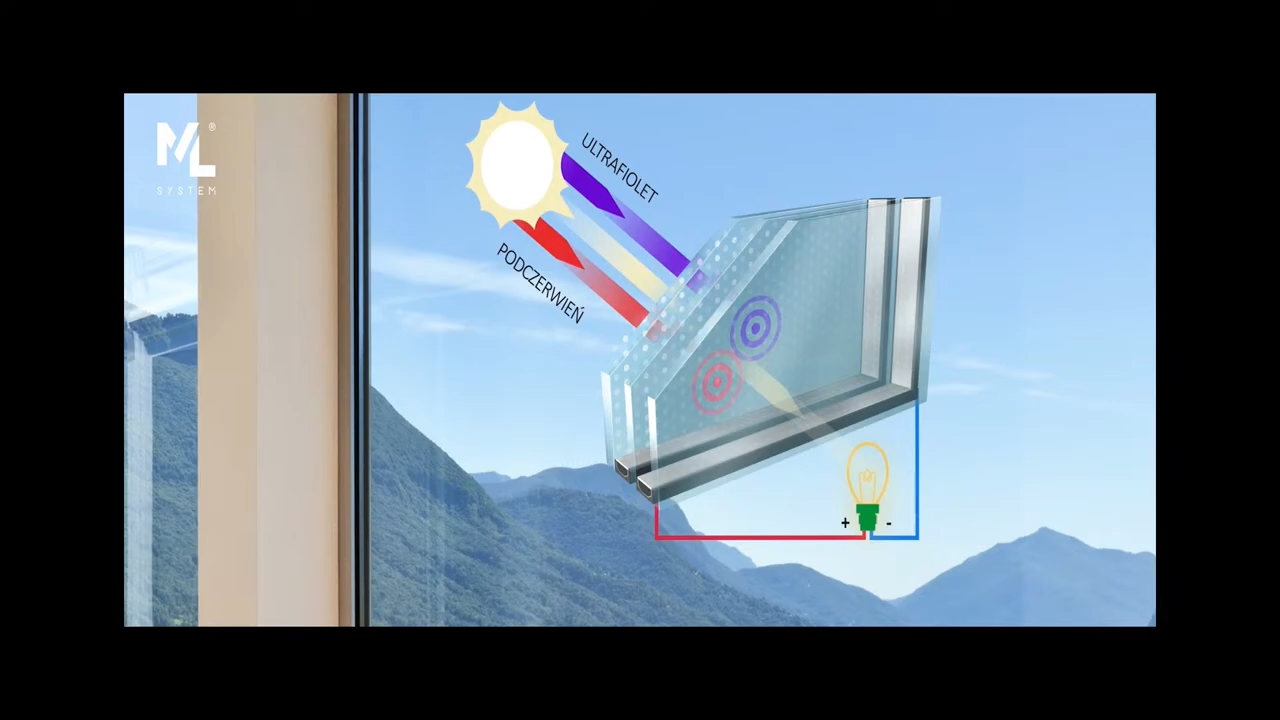 ML ®
SYSTEM
ULTRAFIOLET
PODCZERWIEŃ
+ -